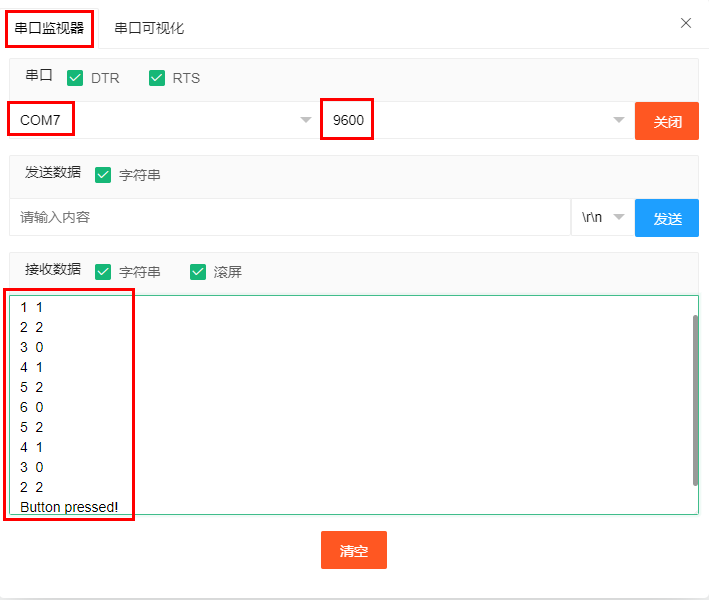 串口监视器 串口可视化
串口 DTR RTS
COM7 9600 关闭
发送数据 字符串
请输入内容 \r\n 发送
接收数据 字符串 滚屏
1 1
2 2
3 0
4 1
5 2
6 0
5 2
4 1
3 0
2 2
Button pressed!
清空